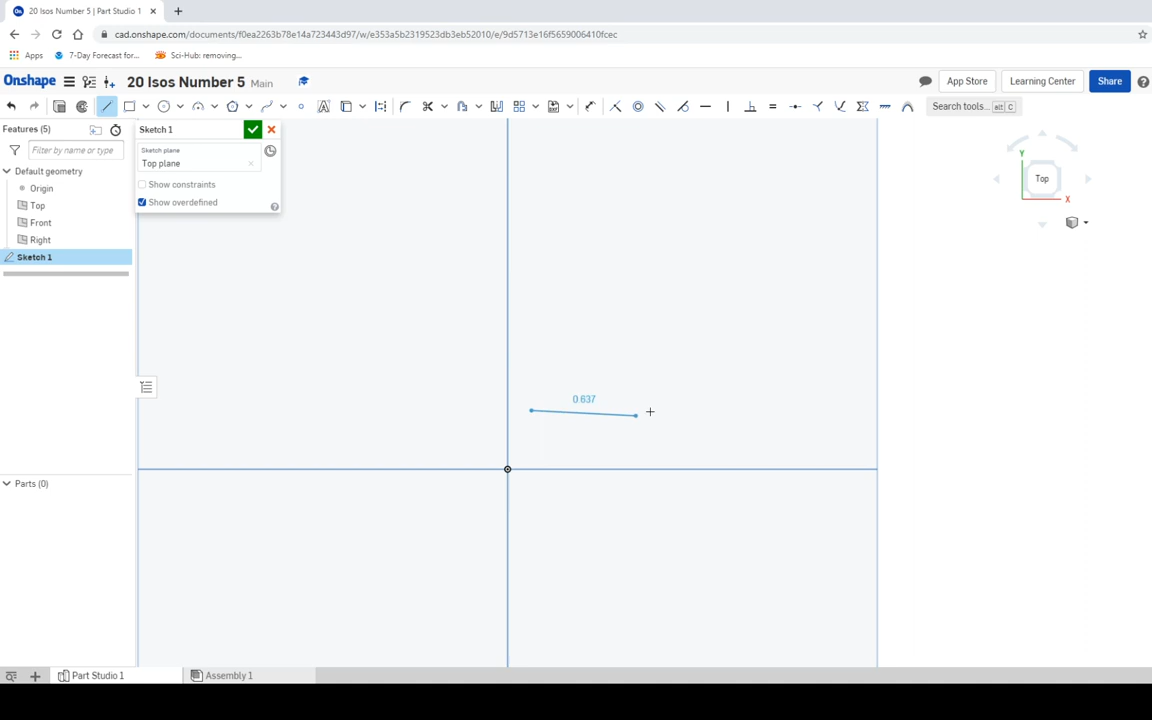 On 20 Isos Number 5 | Part Studio 1 × +
cad.onshape.com/documents/f0ea2263b78e14a723443d97/w/e353a5b2319523db3eb52010/e/9d5713e16f5659006410fcec
Apps 7-Day Forecast for... Sci-Hub: removing...
Onshape 20 Isos Number 5 Main App Store Learning Center Share
Search tools... alt C
Features (5)
Filter by name or type
Default geometry
Origin
Top
Front
Right
Sketch 1
Sketch 1
Sketch plane
Top plane
Show constraints
Show overdefined
0.637
Y
Top
X
Parts (0)
Part Studio 1 Assembly 1